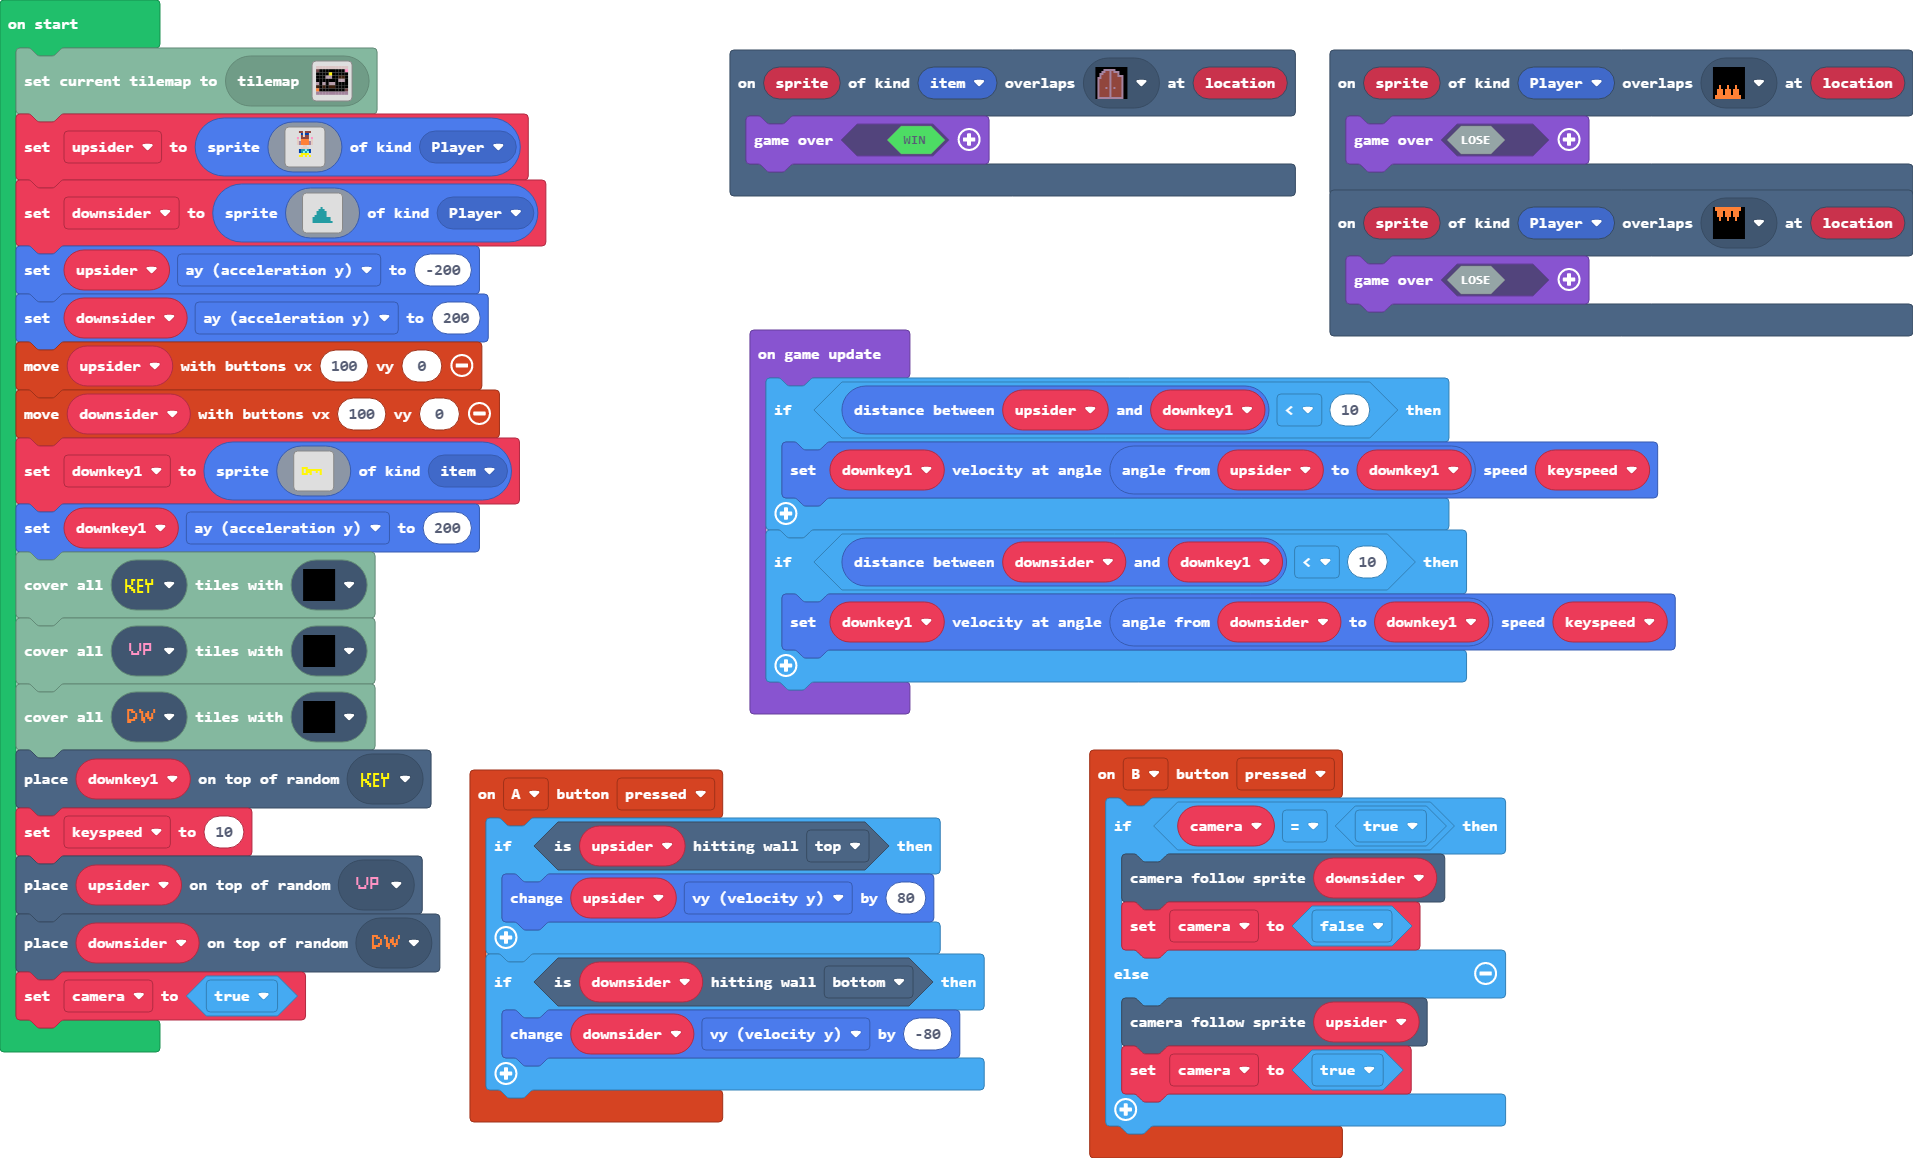 on start
set current tilemap to tilemap
set upsider to sprite of kind Player
set downsider to sprite of kind Player
set upsider ay (acceleration y) to -200
set downsider ay (acceleration y) to 200
move upsider with buttons vx 100 vy 0
move downsider with buttons vx 100 vy 0
set downkey1 to sprite of kind item
set downkey1 ay (acceleration y) to 200
cover all KEY tiles with
cover all UP tiles with
cover all DW tiles with
place downkey1 on top of random KEY
set keyspeed to 10
place upsider on top of random UP
place downsider on top of random DW
set camera to true
on sprite of kind item overlaps at location
game over WIN
on sprite of kind Player overlaps at location
game over LOSE
on sprite of kind Player overlaps at location
game over LOSE
on game update
if distance between upsider and downkey1 < 10 then
set downkey1 velocity at angle angle from upsider to downkey1 speed keyspeed
if distance between downsider and downkey1 < 10 then
set downkey1 velocity at angle angle from downsider to downkey1 speed keyspeed
on A button pressed
if is upsider hitting wall top then
change upsider vy (velocity y) by 80
if is downsider hitting wall bottom then
change downsider vy (velocity y) by -80
on B button pressed
if camera = true then
camera follow sprite downsider
set camera to false
else
camera follow sprite upsider
set camera to true